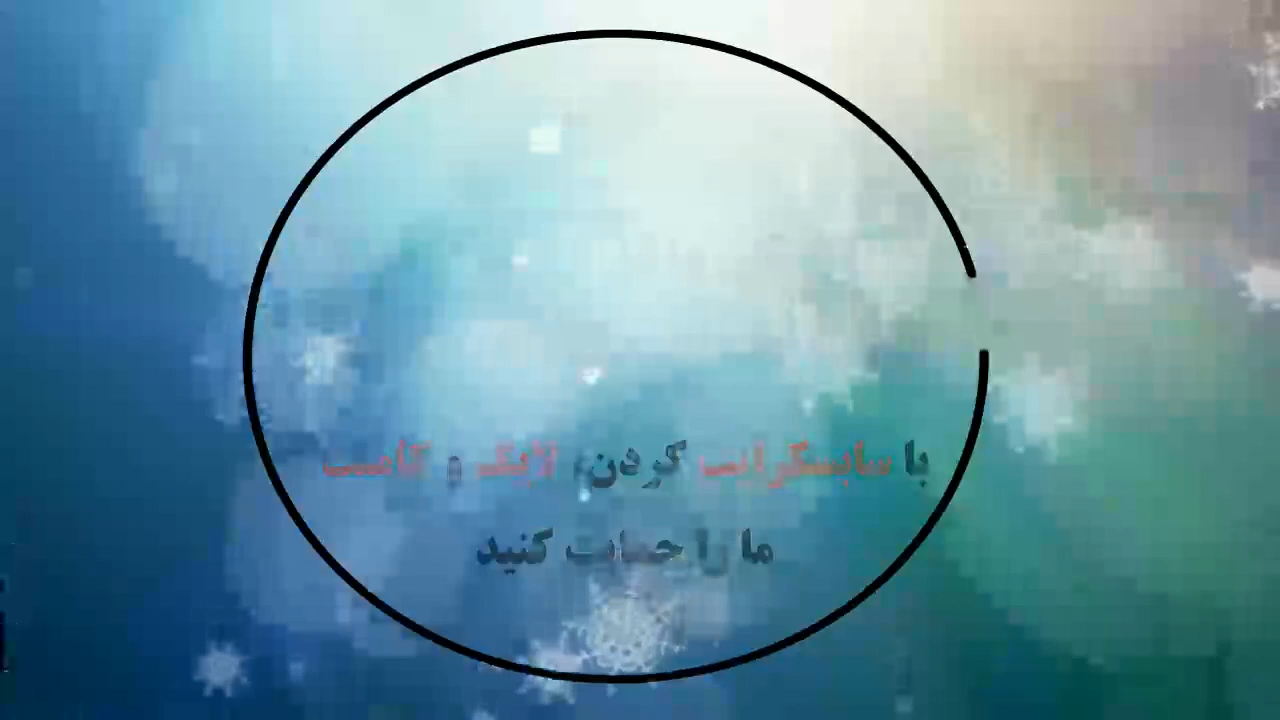 با سابسکرایب کردن، لایک و کامنت
ما را حمایت کنید